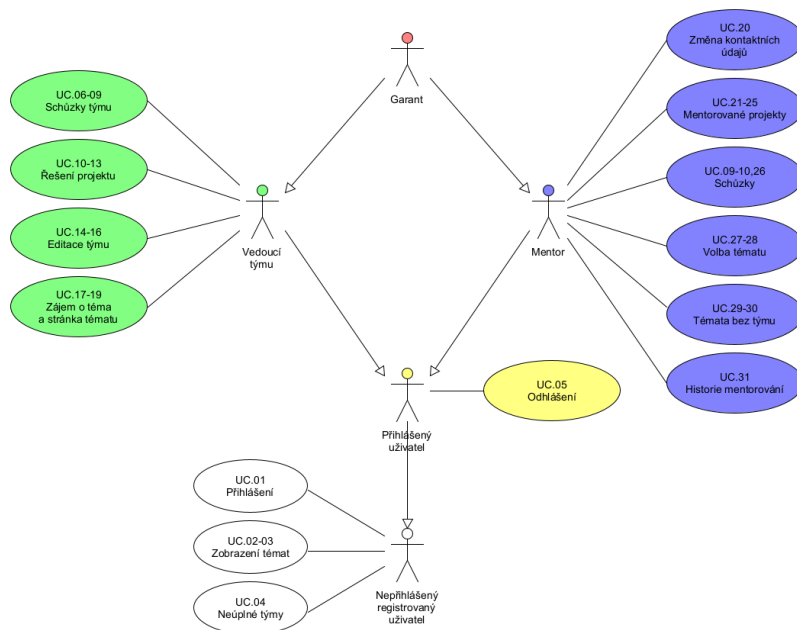 Garant
UC.20
Změna kontaktních
údajů
UC.06-09
Schůzky týmu
UC.21-25
Mentorované projekty
UC.10-13
Řešení projektu
UC.09-10,26
Schůzky
UC.14-16
Editace týmu
Vedoucí
týmu
Mentor
UC.27-28
Volba tématu
UC.17-19
Zájem o téma
a stránka tématu
UC.29-30
Témata bez týmu
UC.31
Historie mentorování
UC.05
Odhlášení
Přihlášený
uživatel
UC.01
Přihlášení
UC.02-03
Zobrazení témat
UC.04
Neúplné týmy
Nepřihlášený
registrovaný
uživatel